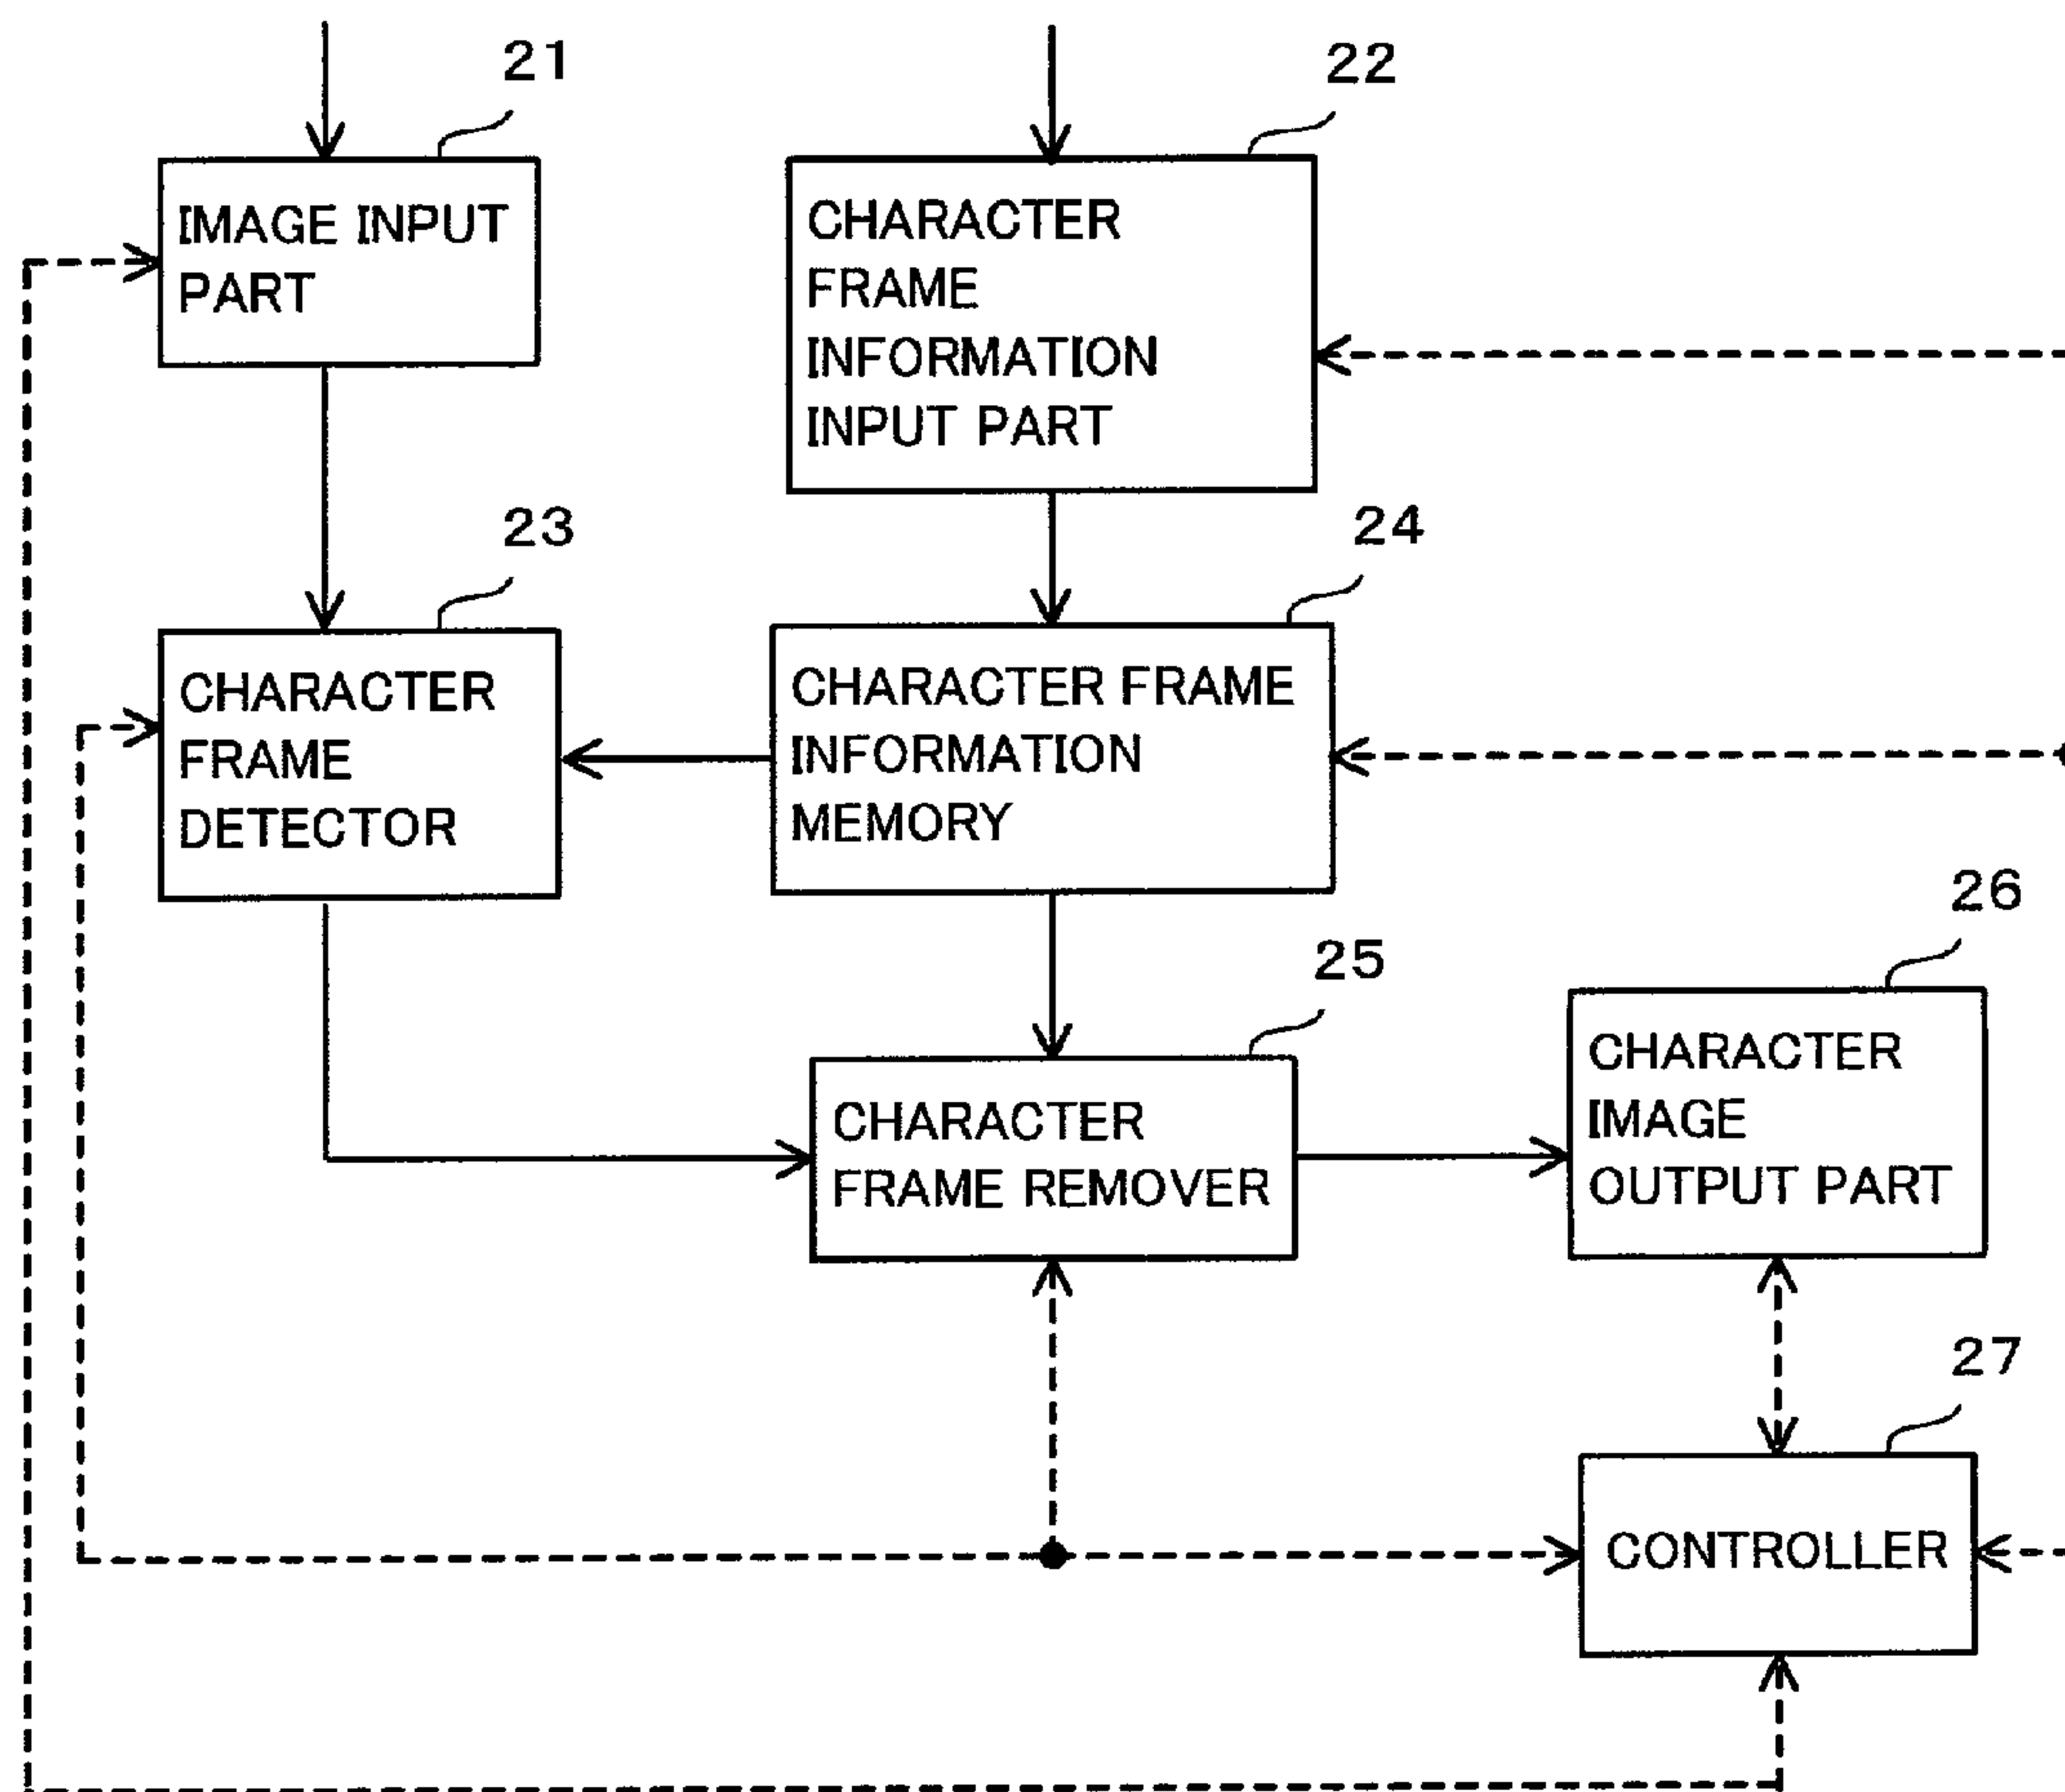 21
IMAGE INPUT
PART
22
CHARACTER
FRAME
INFORMATION
INPUT PART
23
CHARACTER
FRAME
DETECTOR
24
CHARACTER FRAME
INFORMATION
MEMORY
25
CHARACTER
FRAME REMOVER
26
CHARACTER
IMAGE
OUTPUT PART
27
CONTROLLER